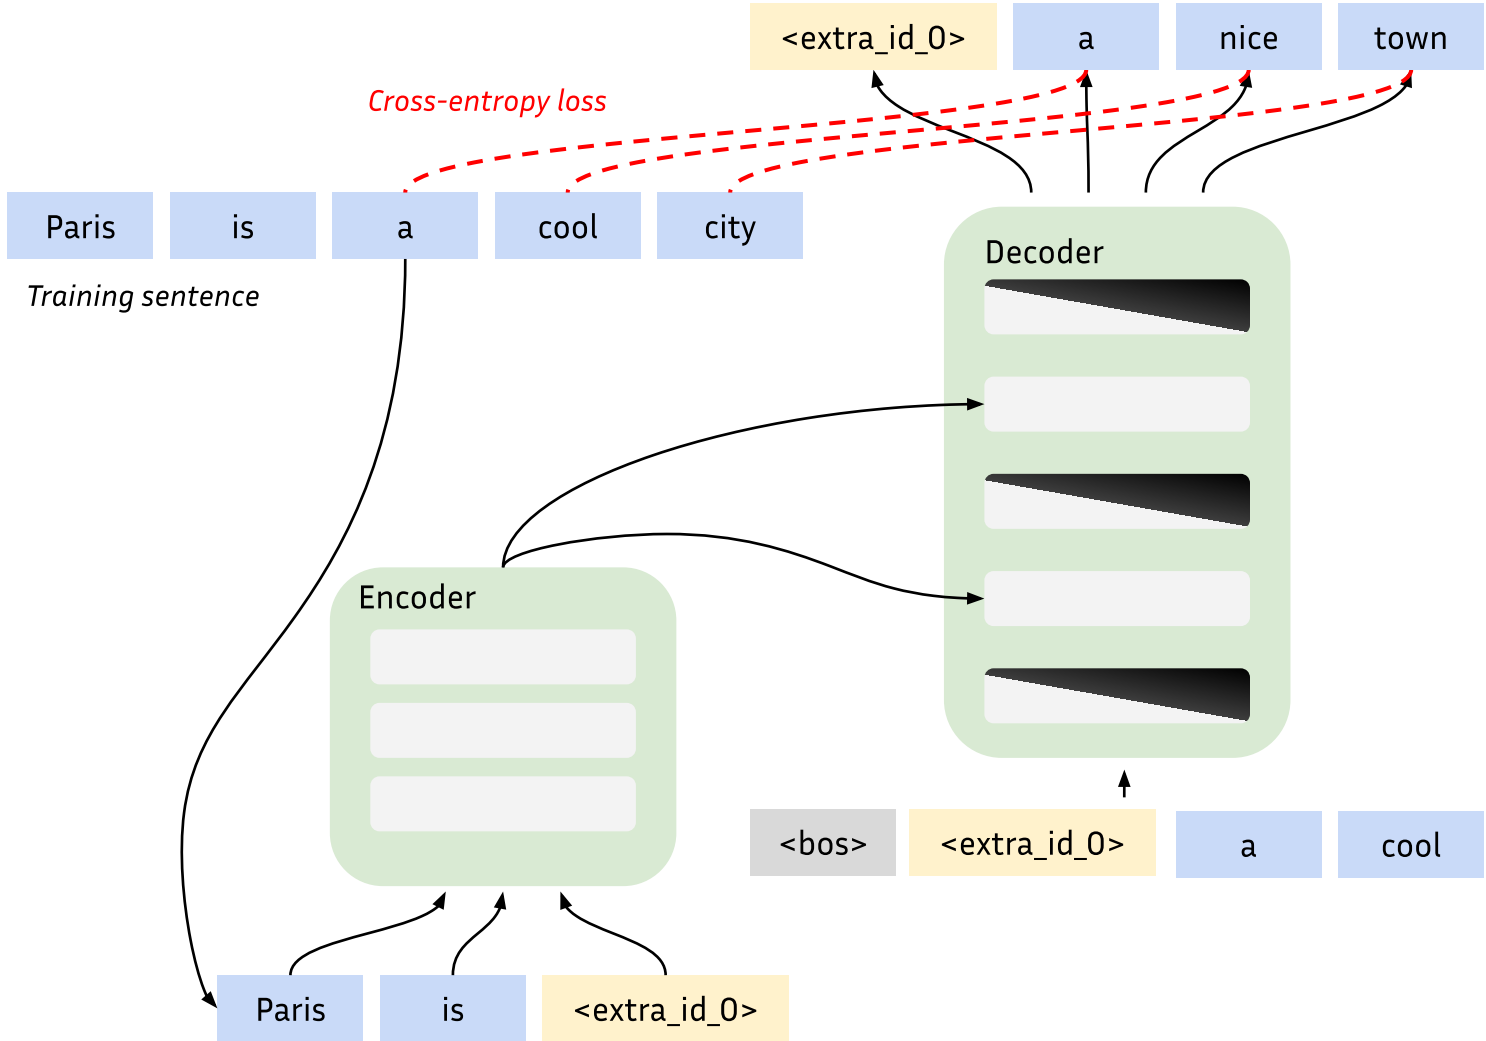 <extra_id_0> a nice town
Cross-entropy loss
Paris is a cool city
Training sentence
Decoder
Encoder
<bos> <extra_id_0> a cool
Paris is <extra_id_0>